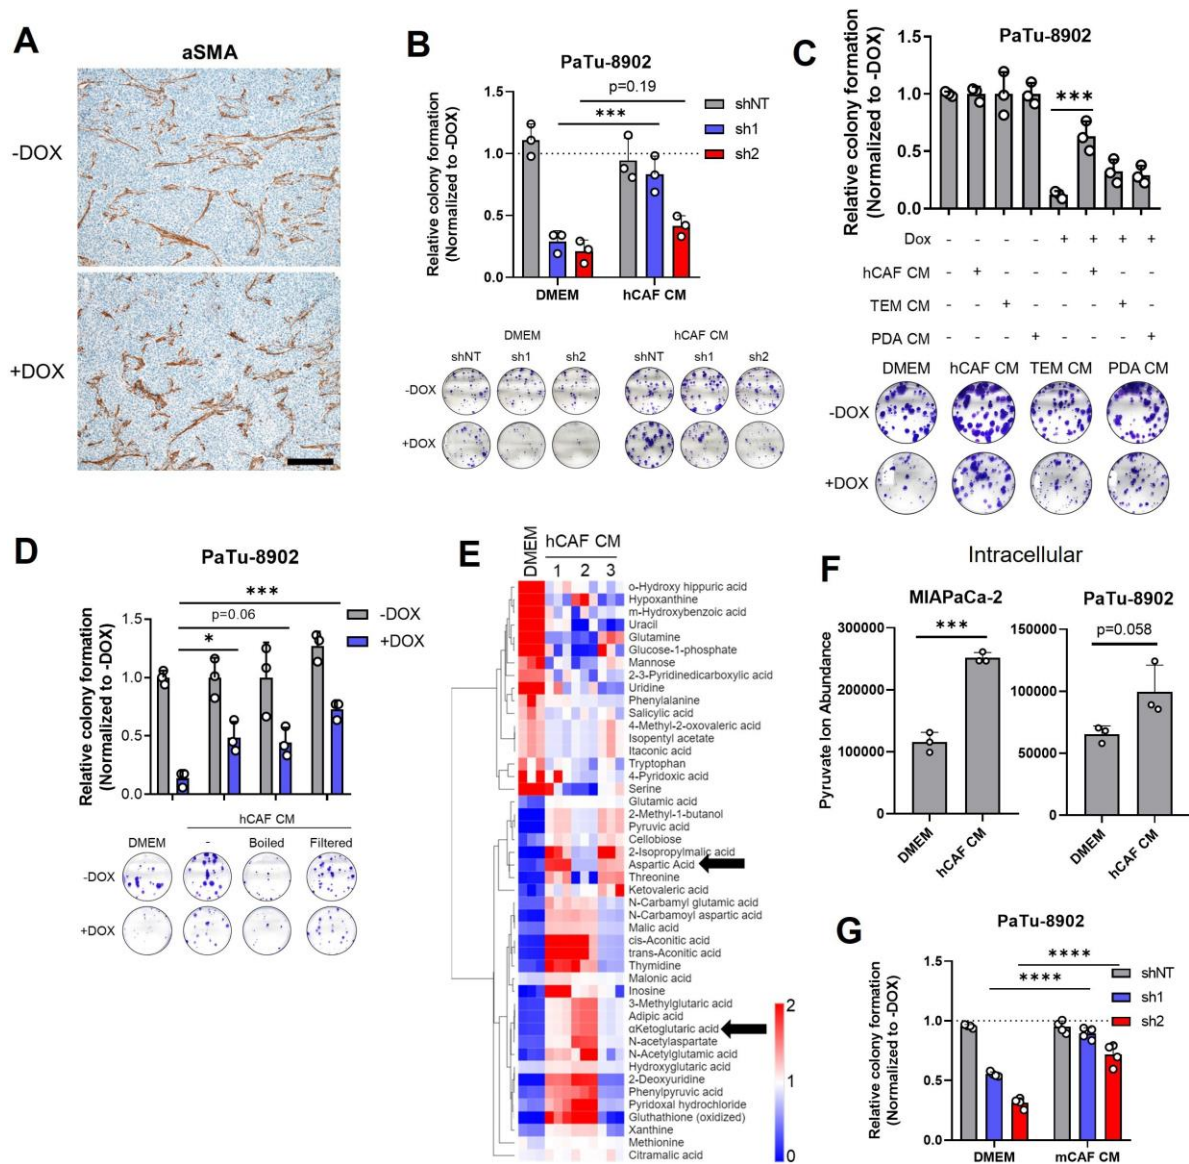 A
aSMA
-DOX
+DOX
B
PaTu-8902
Relative colony formation
(Normalized to -DOX)
1.5
1.0
0.5
0.0
p=0.19
***
shNT
sh1
sh2
DMEM
hCAF CM
DMEM
hCAF CM
shNT
sh1
sh2
shNT
sh1
sh2
-DOX
+DOX
C
PaTu-8902
Relative colony formation
(Normalized to -DOX)
1.5
1.0
0.5
0.0
***
Dox - - - - + + + +
hCAF CM - + - - - + - -
TEM CM - - + - - - + -
PDA CM - - - + - - - +
DMEM
hCAF CM
TEM CM
PDA CM
-DOX
+DOX
D
PaTu-8902
Relative colony formation
(Normalized to -DOX)
1.5
1.0
0.5
0.0
***
p=0.06
*
-DOX
+DOX
hCAF CM
DMEM
-
Boiled
Filtered
-DOX
+DOX
E
DMEM
hCAF CM
1
2
3
o-Hydroxy hippuric acid
Hypoxanthine
m-Hydroxybenzoic acid
Uracil
Glutamine
Glucose-1-phosphate
Mannose
2-3-Pyridinedicarboxylic acid
Uridine
Phenylalanine
Salicylic acid
4-Methyl-2-oxovaleric acid
Isopentyl acetate
Itaconic acid
Tryptophan
4-Pyridoxic acid
Serine
Glutamic acid
2-Methyl-1-butanol
Pyruvic acid
Cellobiose
2-Isopropylmalic acid
Aspartic Acid
Threonine
Ketovaleric acid
N-Carbamyl glutamic acid
N-Carbamoyl aspartic acid
Malic acid
cis-Aconitic acid
trans-Aconitic acid
Thymidine
Malonic acid
Inosine
3-Methylglutaric acid
Adipic acid
αKetoglutaric acid
N-acetylaspartate
N-Acetylglutamic acid
Hydroxyglutaric acid
2-Deoxyuridine
Phenylpyruvic acid
Pyridoxal hydrochloride
Gluthathione (oxidized)
Xanthine
Methionine
Citramalic acid
2
1
0
F
Intracellular
MIAPaCa-2
Pyruvate Ion Abundance
300000
200000
100000
0
***
DMEM
hCAF CM
PaTu-8902
150000
100000
50000
0
p=0.058
DMEM
hCAF CM
G
PaTu-8902
Relative colony formation
(Normalized to -DOX)
1.5
1.0
0.5
0.0
****
****
shNT
sh1
sh2
DMEM
mCAF CM